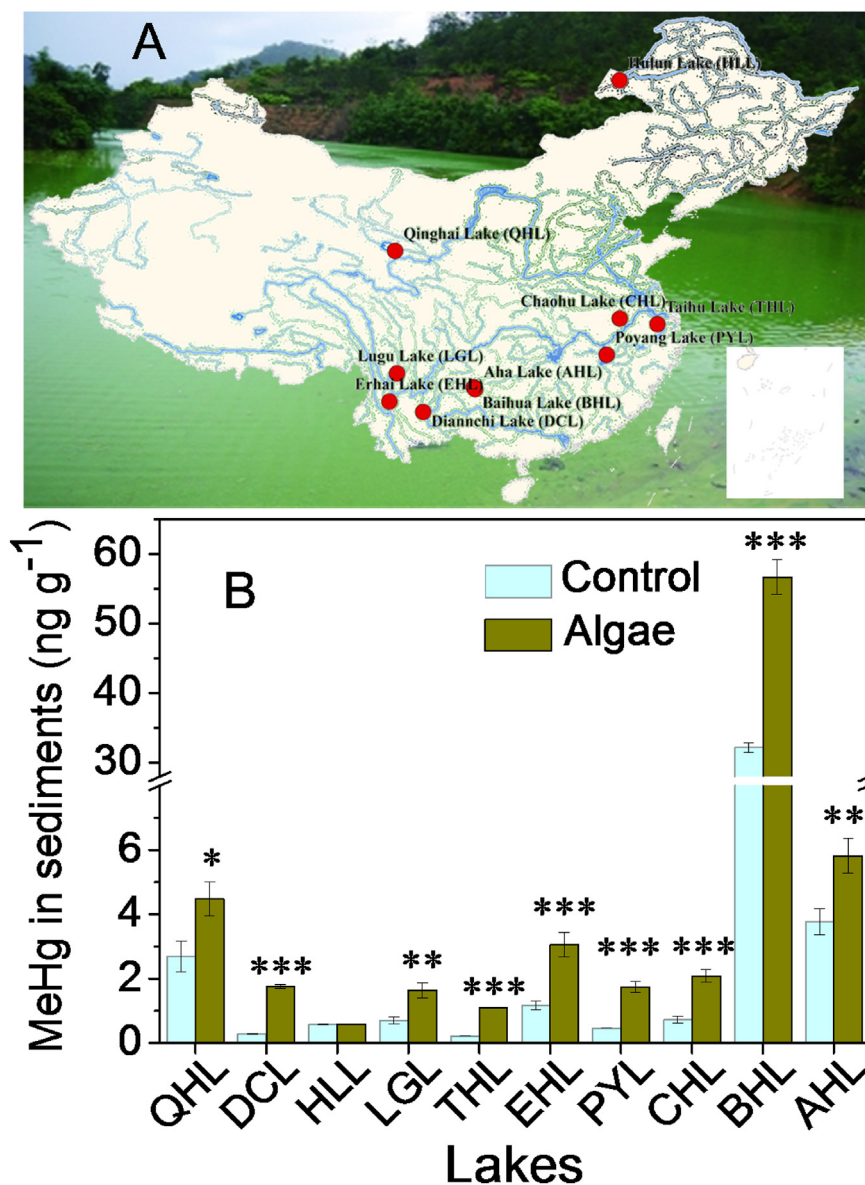 A
Hulun Lake (HLL)
Qinghai Lake (QHL)
Chaohu Lake (CHL)
Taihu Lake (THL)
Poyang Lake (PYL)
Lugu Lake (LGL)
Aha Lake (AHL)
Erhai Lake (EHL)
Baihua Lake (BHL)
Diannchi Lake (DCL)
B
Control
Algae
MeHg in sediments (ng g⁻¹)
60
50
40
30
6
4
2
0
*
***
**
***
***
***
***
***
**
QHL
DCL
HLL
LGL
THL
EHL
PYL
CHL
BHL
AHL
Lakes